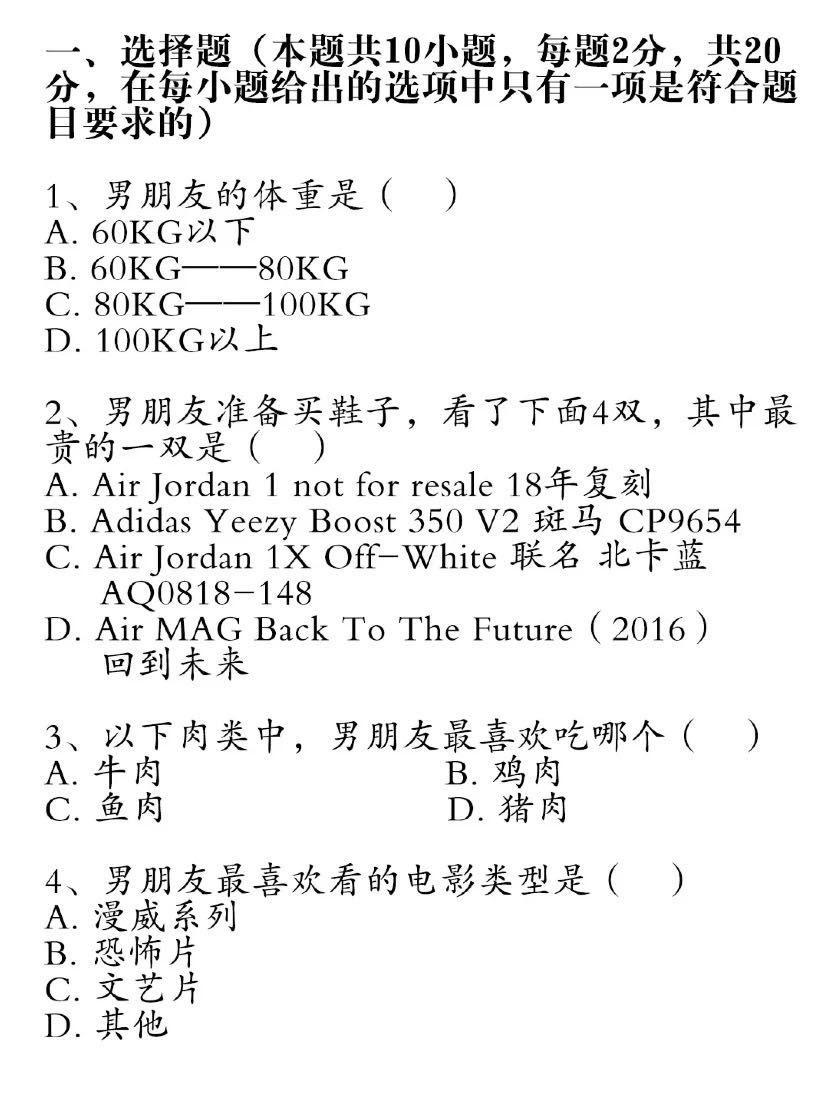 一、选择题（本题共10小题，每题2分，共20
分，在每小题给出的选项中只有一项是符合题
目要求的）
1、男朋友的体重是（　）
A. 60KG以下
B. 60KG——80KG
C. 80KG——100KG
D. 100KG以上
2、男朋友准备买鞋子，看了下面4双，其中最
贵的一双是（　）
A. Air Jordan 1 not for resale 18年复刻
B. Adidas Yeezy Boost 350 V2 斑马 CP9654
C. Air Jordan 1X Off-White 联名 北卡蓝
AQ0818-148
D. Air MAG Back To The Future（2016）
回到未来
3、以下肉类中，男朋友最喜欢吃哪个（　）
A. 牛肉 B. 鸡肉
C. 鱼肉 D. 猪肉
4、男朋友最喜欢看的电影类型是（　）
A. 漫威系列
B. 恐怖片
C. 文艺片
D. 其他